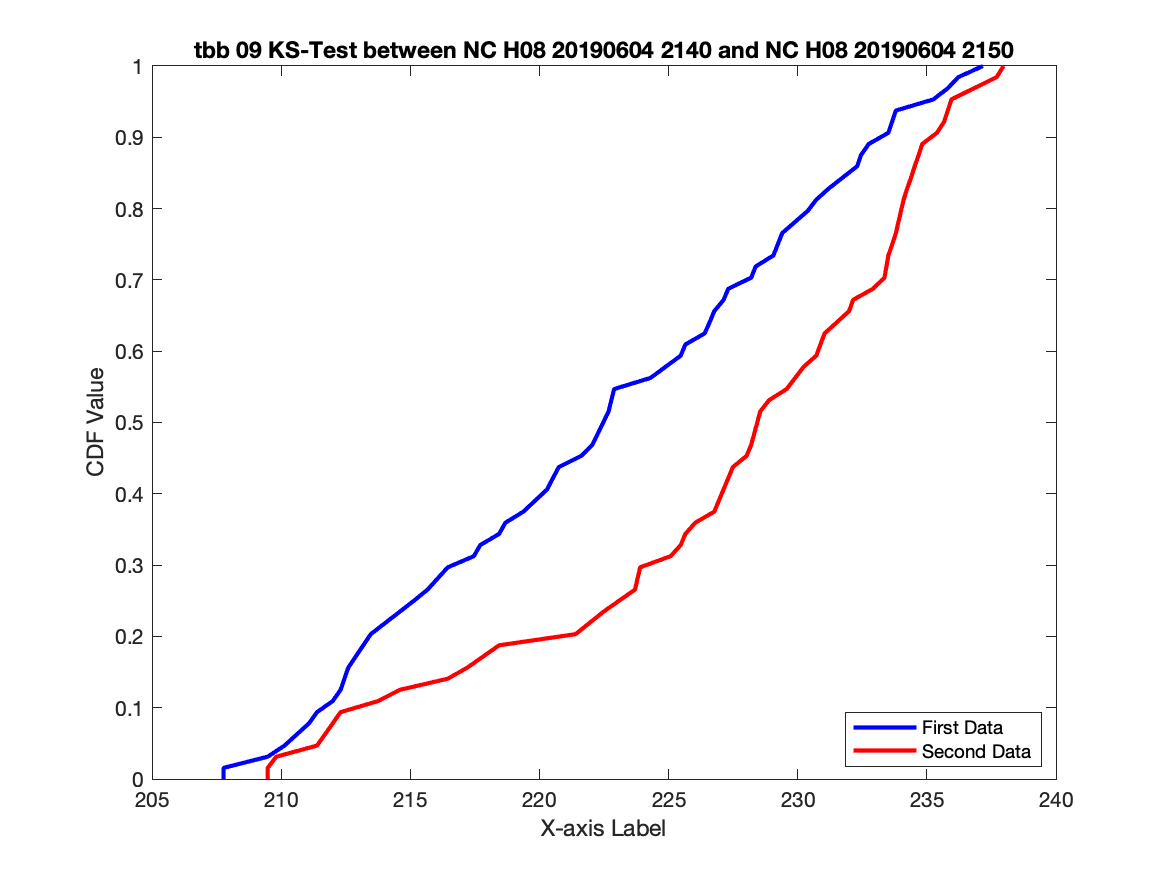 tbb 09 KS-Test between NC H08 20190604 2140 and NC H08 20190604 2150
1
0.9
0.8
0.7
0.6
0.5
0.4
0.3
0.2
0.1
0
CDF Value
First Data
Second Data
205 210 215 220 225 230 235 240
X-axis Label